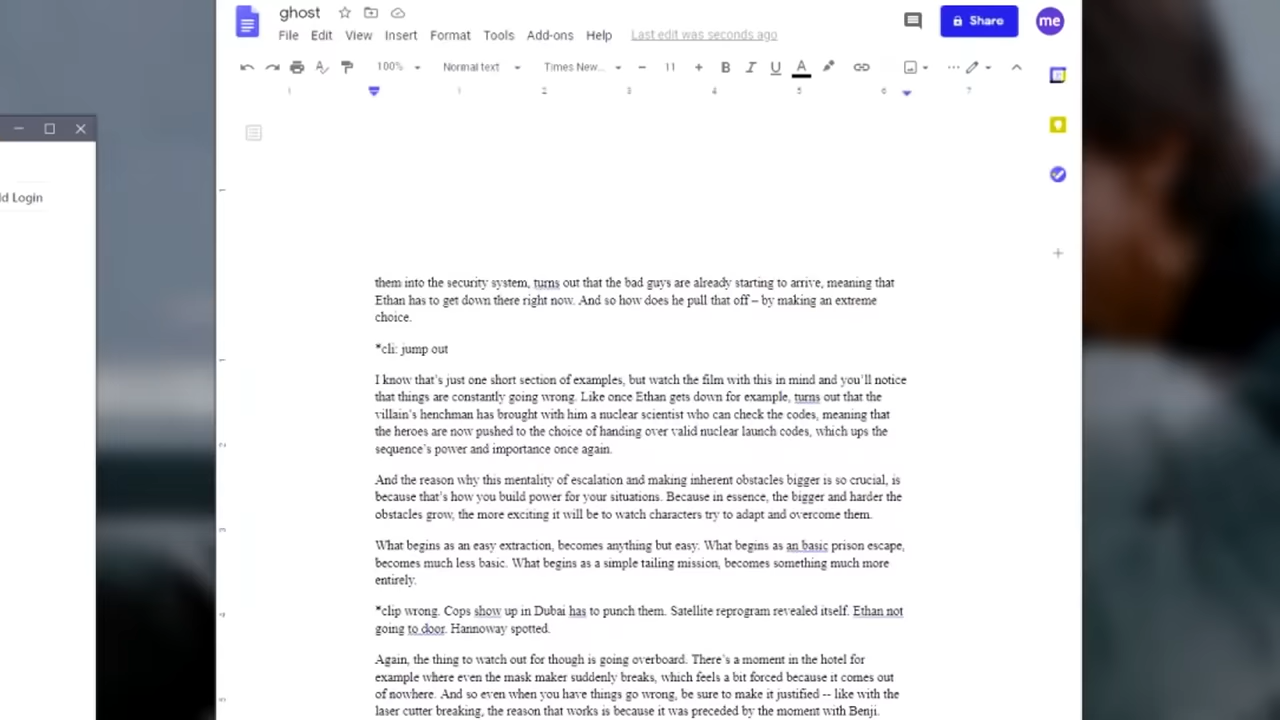 ghost
File Edit View Insert Format Tools Add-ons Help Last edit was seconds ago
Share
me
100% Normal text Times New... 11 B I U A
1 1 2 3 4 5 6 7
ld Login
them into the security system, turns out that the bad guys are already starting to arrive, meaning that
Ethan has to get down there right now. And so how does he pull that off – by making an extreme
choice.
*cli: jump out
I know that's just one short section of examples, but watch the film with this in mind and you'll notice
that things are constantly going wrong. Like once Ethan gets down for example, turns out that the
villain's henchman has brought with him a nuclear scientist who can check the codes, meaning that
the heroes are now pushed to the choice of handing over valid nuclear launch codes, which ups the
sequence's power and importance once again.
And the reason why this mentality of escalation and making inherent obstacles bigger is so crucial, is
because that's how you build power for your situations. Because in essence, the bigger and harder the
obstacles grow, the more exciting it will be to watch characters try to adapt and overcome them.
What begins as an easy extraction, becomes anything but easy. What begins as an basic prison escape,
becomes much less basic. What begins as a simple tailing mission, becomes something much more
entirely.
*clip wrong. Cops show up in Dubai has to punch them. Satellite reprogram revealed itself. Ethan not
going to door. Hannoway spotted.
Again, the thing to watch out for though is going overboard. There's a moment in the hotel for
example where even the mask maker suddenly breaks, which feels a bit forced because it comes out
of nowhere. And so even when you have things go wrong, be sure to make it justified -- like with the
laser cutter breaking, the reason that works is because it was preceded by the moment with Benji.